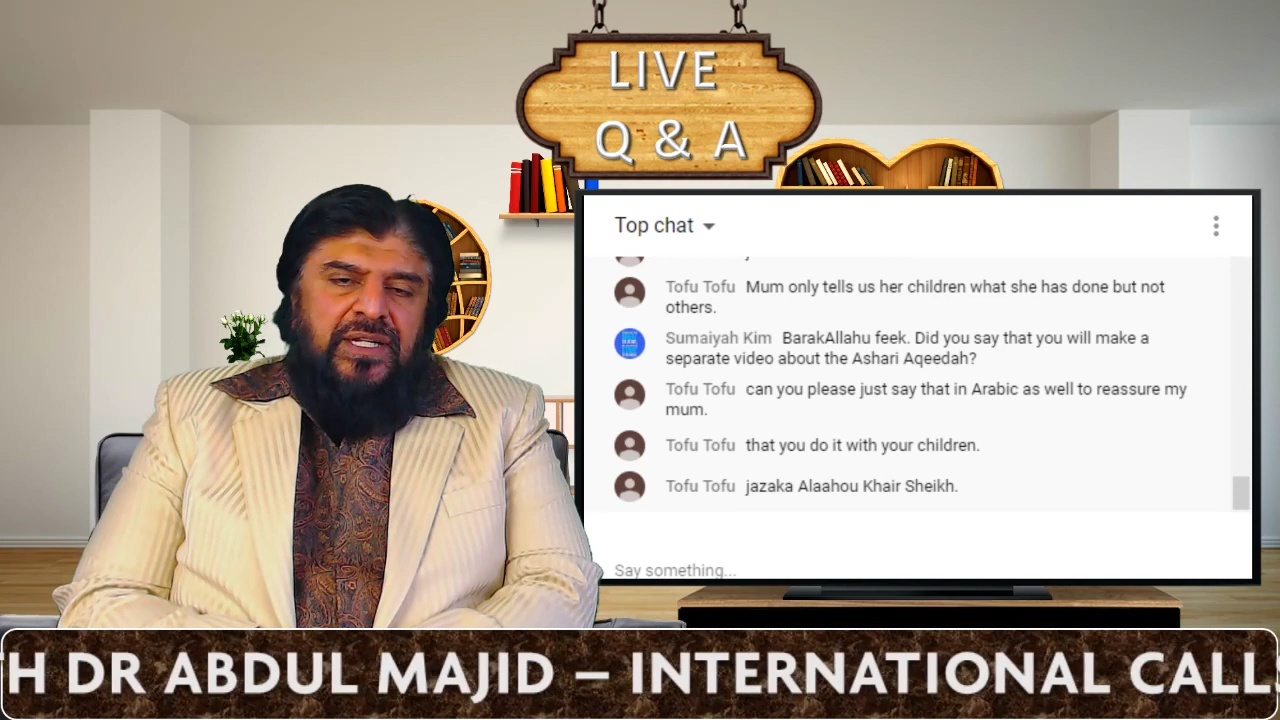 LIVE
Q & A
Top chat
Tofu Tofu Mum only tells us her children what she has done but not
others.
Sumaiyah Kim BarakAllahu feek. Did you say that you will make a
separate video about the Ashari Aqeedah?
Tofu Tofu can you please just say that in Arabic as well to reassure my
mum.
Tofu Tofu that you do it with your children.
Tofu Tofu jazaka Alaahou Khair Sheikh.
Say something...
H DR ABDUL MAJID – INTERNATIONAL CALLS